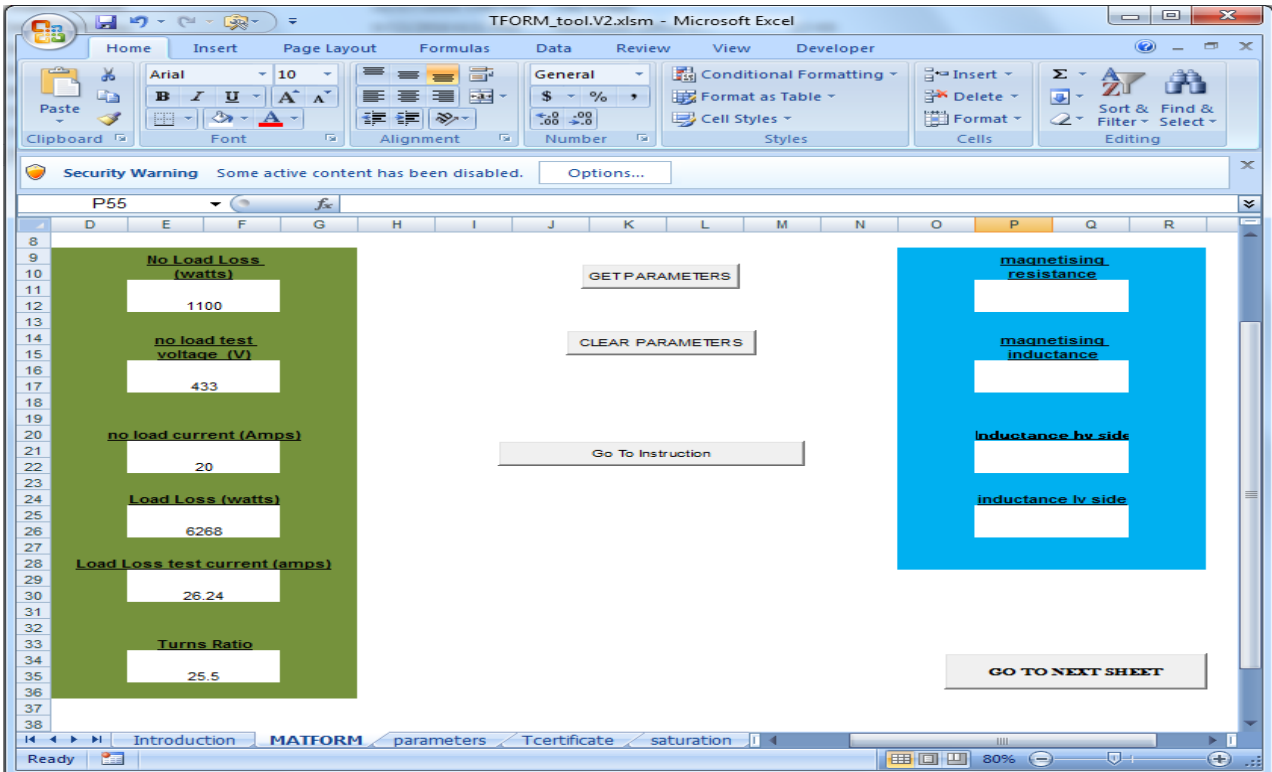 TFORM_tool.V2.xlsm - Microsoft Excel
Home Insert Page Layout Formulas Data Review View Developer
Paste
Clipboard
Arial 10
B I U A A
A
Font
Alignment
General
$ % ,
.0 .00 .00 .0
Number
Conditional Formatting
Format as Table
Cell Styles
Styles
Insert
Delete
Format
Cells
Σ
A Z
Sort & Filter
Find & Select
Editing
Security Warning Some active content has been disabled. Options...
P55 fx
D E F G H I J K L M N O P Q R
8
9
10
11
12
13
14
15
16
17
18
19
20
21
22
23
24
25
26
27
28
29
30
31
32
33
34
35
36
37
38
No Load Loss
(watts)
1100
no load test
voltage (V)
433
no load current (Amps)
20
Load Loss (watts)
6268
Load Loss test current (amps)
26.24
Turns Ratio
25.5
GET PARAMETERS
CLEAR PARAMETERS
Go To Instruction
magnetising
resistance
magnetising
inductance
Inductance hv side
inductance lv side
GO TO NEXT SHEET
Introduction MATFORM parameters Tcertificate saturation
Ready 80%